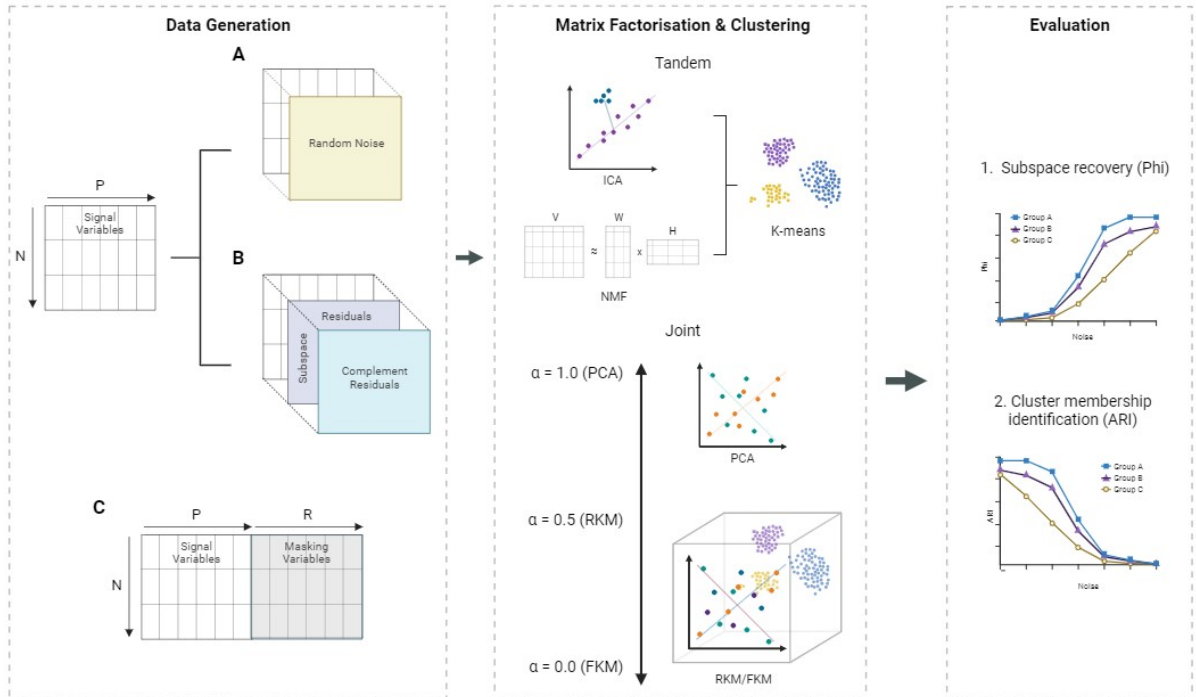 Data Generation
A
Random Noise
P
N
Signal
Variables
B
Residuals
Subspace
Complement
Residuals
C
P
R
N
Signal
Variables
Masking
Variables
Matrix Factorisation & Clustering
Tandem
ICA
V
W
H
≈
x
NMF
K-means
Joint
α = 1.0 (PCA)
PCA
α = 0.5 (RKM)
α = 0.0 (FKM)
RKM/FKM
Evaluation
1. Subspace recovery (Phi)
Group A
Group B
Group C
Phi
Noise
2. Cluster membership
identification (ARI)
Group A
Group B
Group C
ARI
Noise